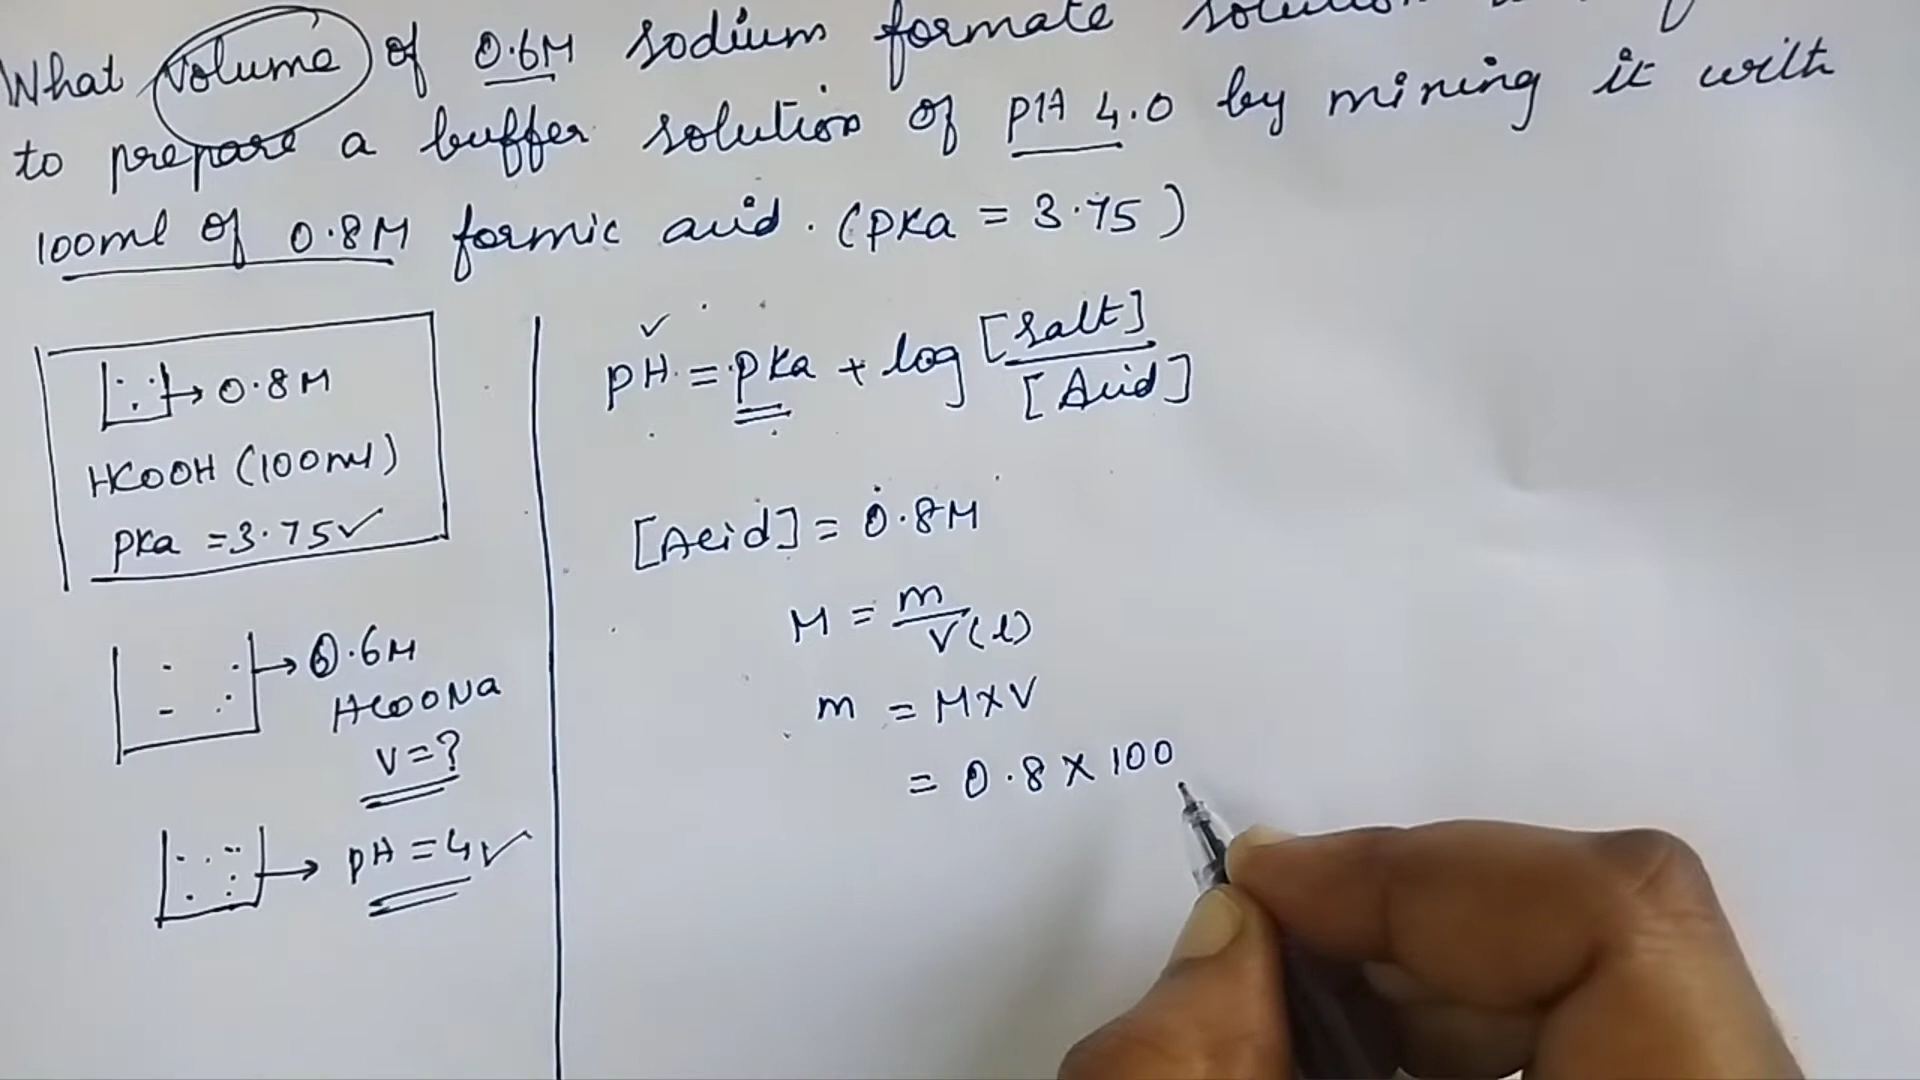 What volume of 0.6M sodium formate solution
to prepare a buffer solution of pH 4.0 by mining it with
100ml of 0.8M formic acid. (pKa = 3.75)
→ 0.8M
HCOOH (100ml)
pKa = 3.75 ✓
→ 0.6M
HCOONa
V = ?
→ pH = 4 ✓
✓
pH = pKa + log [Salt]
[Acid]
[Acid] = 0.8M
M = m
V(l)
m = M × V
= 0.8 × 100